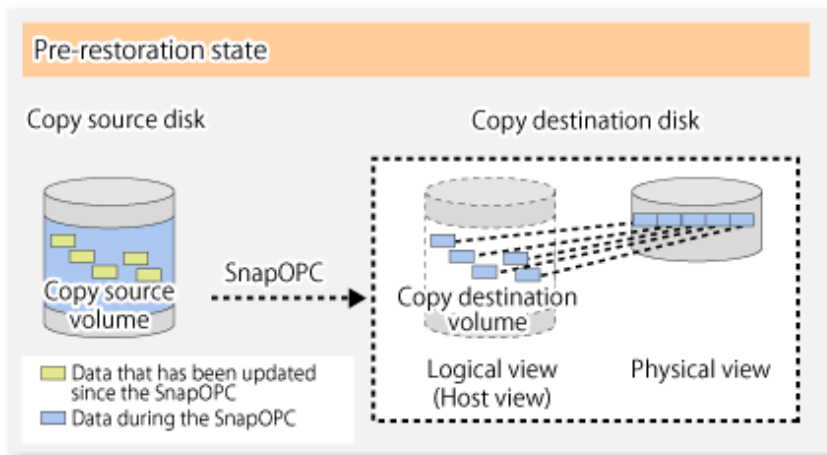 Pre-restoration state
Copy source disk
Copy destination disk
SnapOPC
Copy source
volume
Copy destination
volume
Logical view
(Host view)
Physical view
Data that has been updated
since the SnapOPC
Data during the SnapOPC